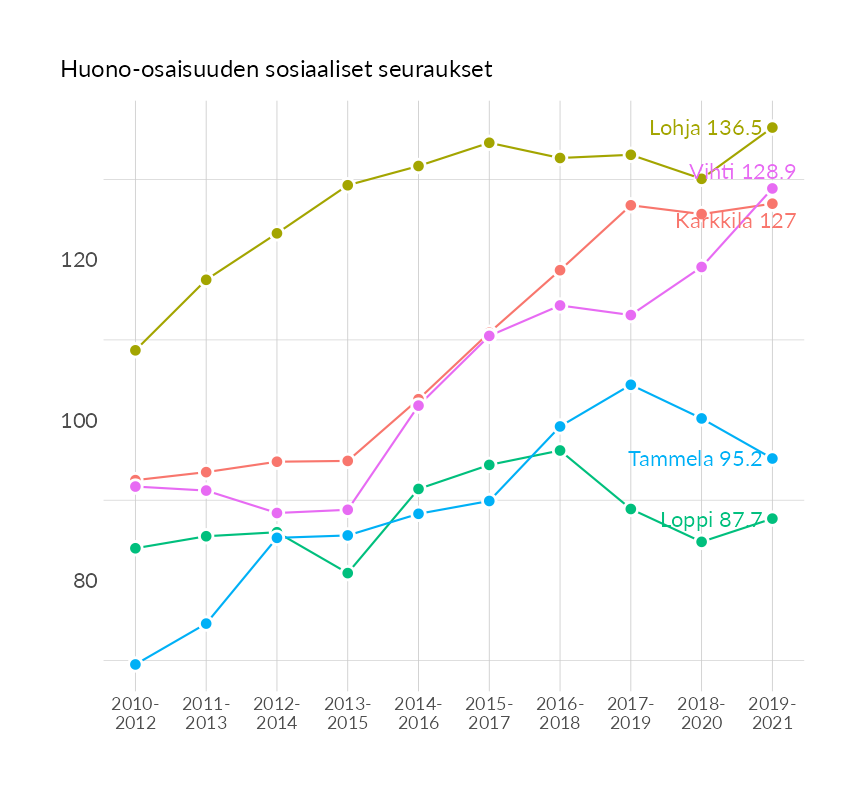 Huono-osaisuuden sosiaaliset seuraukset
Lohja 136.5
Vihti 128.9
Karkkila 127
120
100
Tammela 95.2
Loppi 87.7
80
2010- 2011- 2012- 2013- 2014- 2015- 2016- 2017- 2018- 2019-
2012 2013 2014 2015 2016 2017 2018 2019 2020 2021